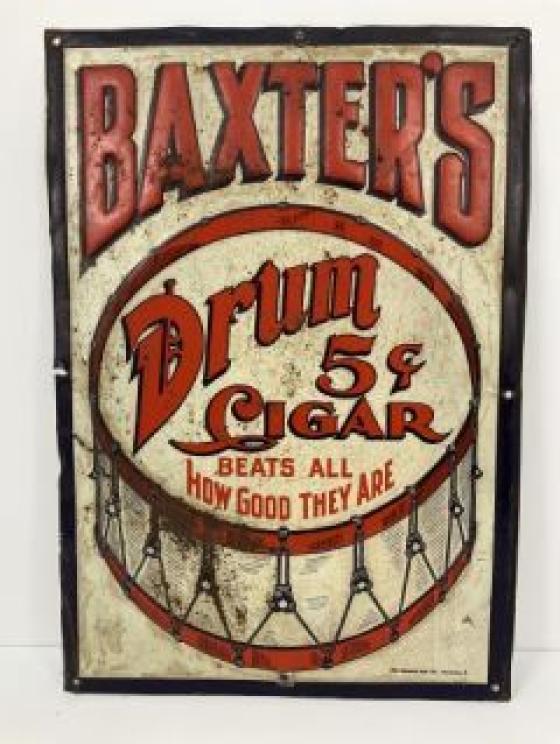 BAXTER'S
Drum
5¢
CIGAR
BEATS ALL
HOW GOOD THEY ARE